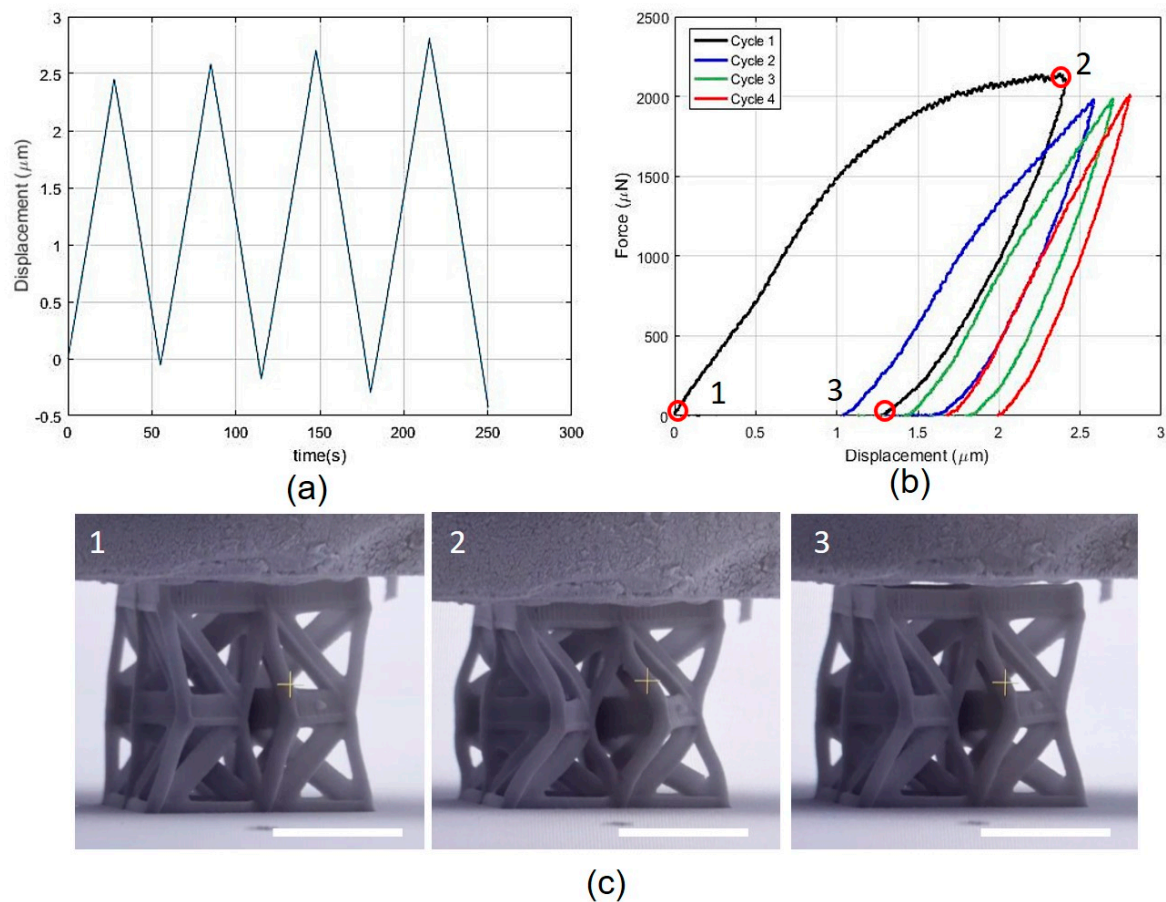 3
2.5
2
1.5
1
0.5
0
-0.5
0 50 100 150 200 250 300
Displacement (μm)
time(s)
(a)
2500
2000
1500
1000
500
0
0 0.5 1 1.5 2 2.5 3
Force (μN)
Displacement (μm)
Cycle 1
Cycle 2
Cycle 3
Cycle 4
1
2
3
(b)
1
2
3
(c)